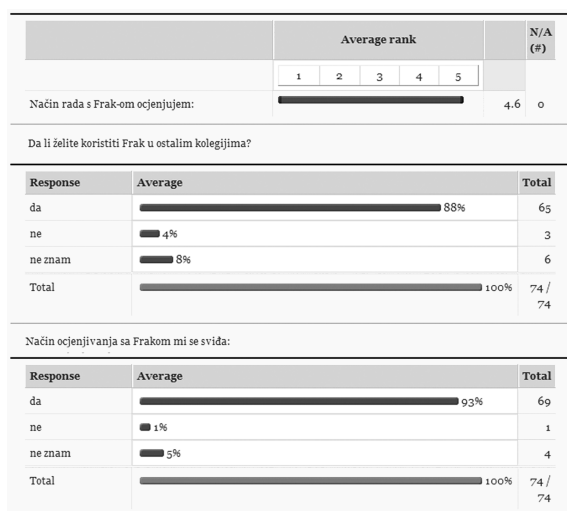 Average rank N/A (#)
1 2 3 4 5
Način rada s Frak-om ocjenjujem: 4.6 0
Da li želite koristiti Frak u ostalim kolegijima?
Response Average Total
da 88% 65
ne 4% 3
ne znam 8% 6
Total 100% 74 /
74
Način ocjenjivanja sa Frakom mi se sviđa:
Response Average Total
da 93% 69
ne 1% 1
ne znam 5% 4
Total 100% 74 /
74